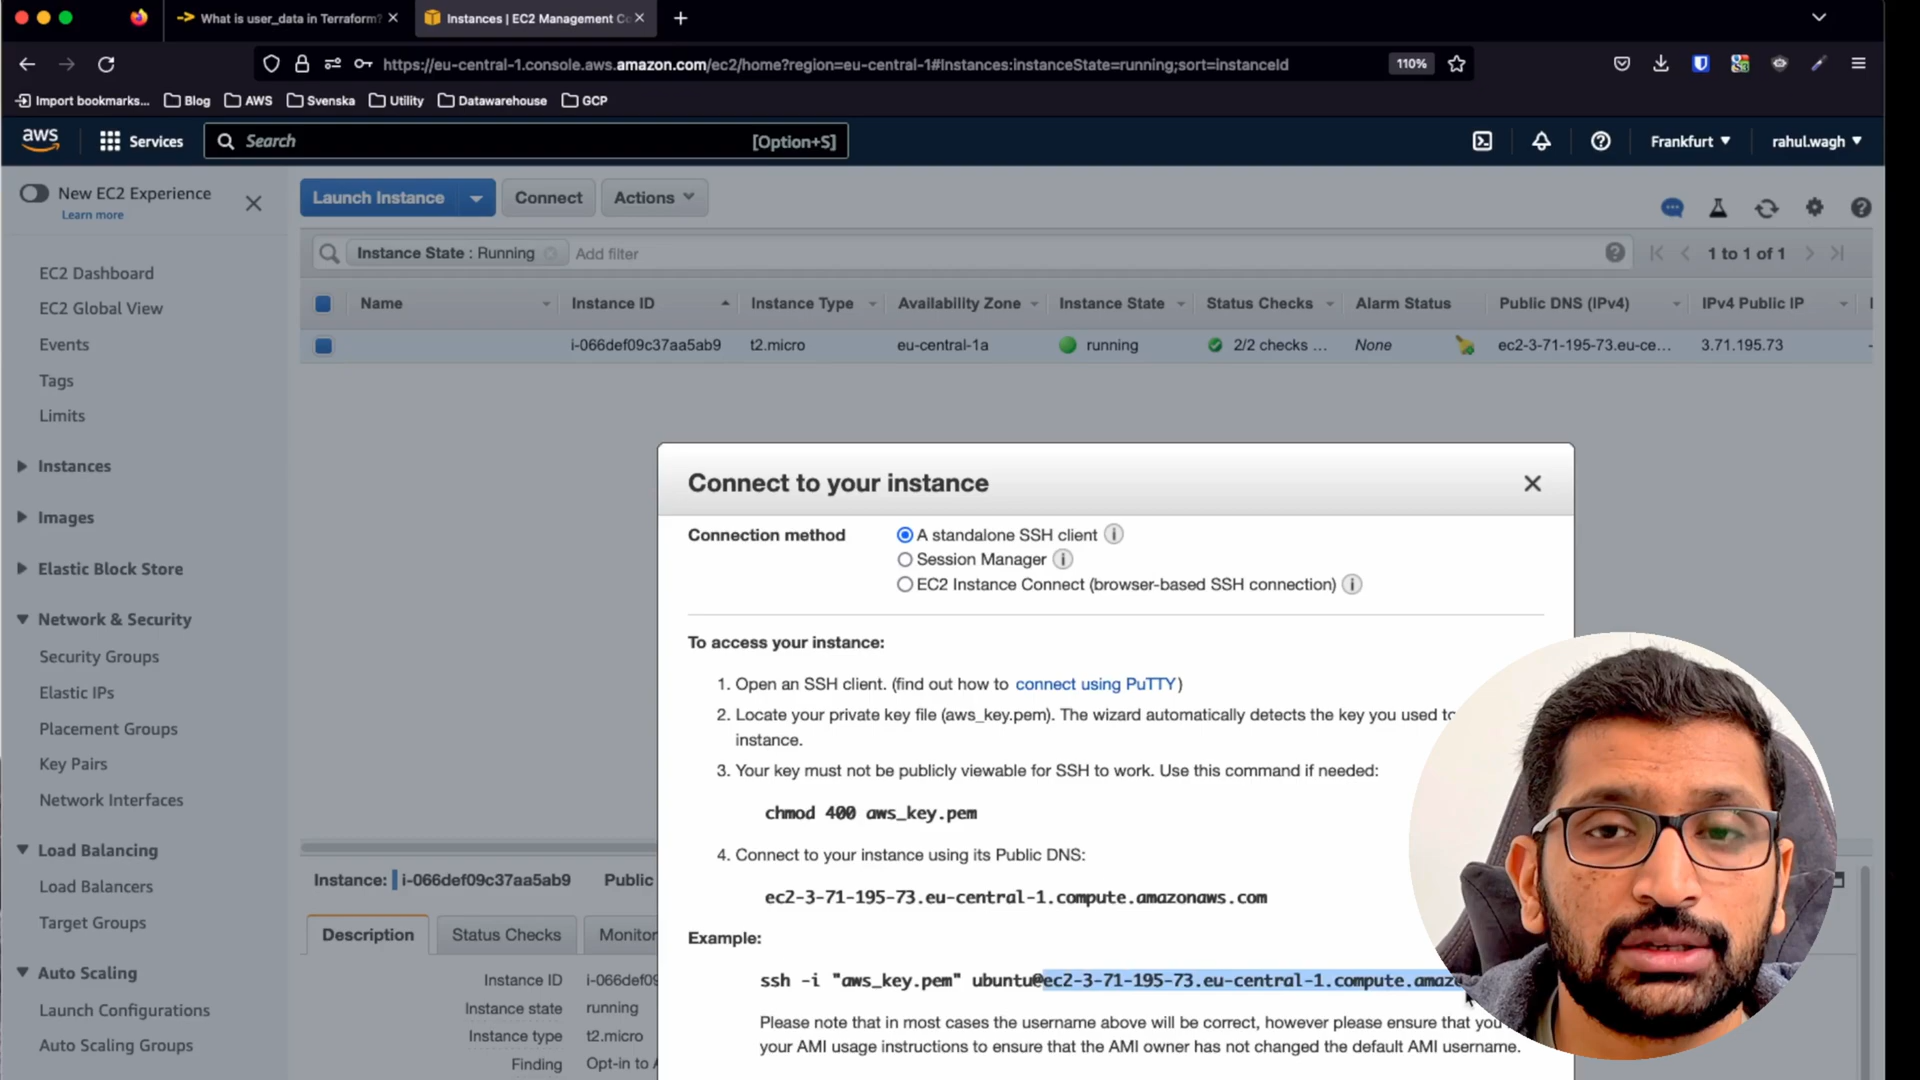 What is user_data in Terraform?
Instances | EC2 Management Co
https://eu-central-1.console.aws.amazon.com/ec2/home?region=eu-central-1#Instances:instanceState=running;sort=instanceId
110%
Import bookmarks...
Blog
AWS
Svenska
Utility
Datawarehouse
GCP
aws
Services
Search
[Option+S]
Frankfurt
rahul.wagh
New EC2 Experience
Learn more
EC2 Dashboard
EC2 Global View
Events
Tags
Limits
Instances
Images
Elastic Block Store
Network & Security
Security Groups
Elastic IPs
Placement Groups
Key Pairs
Network Interfaces
Load Balancing
Load Balancers
Target Groups
Auto Scaling
Launch Configurations
Auto Scaling Groups
Launch Instance
Connect
Actions
Instance State : Running
Add filter
1 to 1 of 1
Name
Instance ID
Instance Type
Availability Zone
Instance State
Status Checks
Alarm Status
Public DNS (IPv4)
IPv4 Public IP
i-066def09c37aa5ab9
t2.micro
eu-central-1a
running
2/2 checks ...
None
ec2-3-71-195-73.eu-ce...
3.71.195.73
-
Connect to your instance
Connection method
A standalone SSH client
Session Manager
EC2 Instance Connect (browser-based SSH connection)
To access your instance:
1. Open an SSH client. (find out how to connect using PuTTY)
2. Locate your private key file (aws_key.pem). The wizard automatically detects the key you used to
instance.
3. Your key must not be publicly viewable for SSH to work. Use this command if needed:
chmod 400 aws_key.pem
4. Connect to your instance using its Public DNS:
ec2-3-71-195-73.eu-central-1.compute.amazonaws.com
Example:
ssh -i "aws_key.pem" ubuntu@ec2-3-71-195-73.eu-central-1.compute.amaz
Please note that in most cases the username above will be correct, however please ensure that you
your AMI usage instructions to ensure that the AMI owner has not changed the default AMI username.
Instance: i-066def09c37aa5ab9
Public
Description
Status Checks
Monitor
Instance ID
i-066def09
Instance state
running
Instance type
t2.micro
Finding
Opt-in to